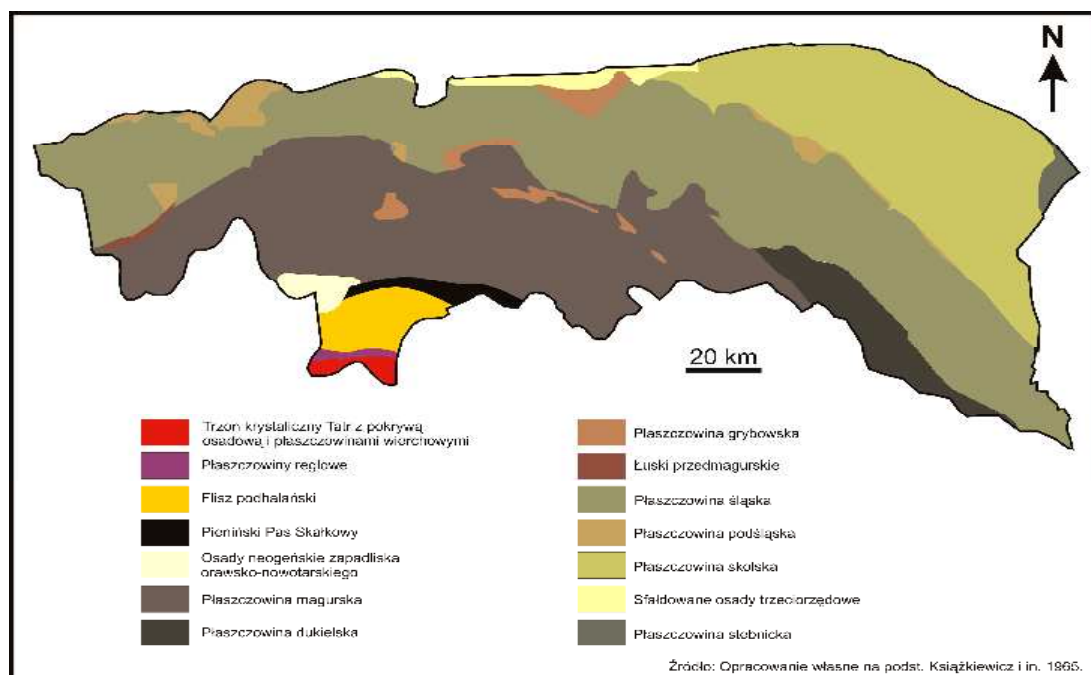 N
20 km
Trzon krystaliczny Tatr z pokrywą
osadową i płaszczowinami wierchowymi
Płaszczowiny reglowe
Flisz podhalański
Pieniński Pas Skałkowy
Osady neogeńskie zapadliska
orawsko-nowotarskiego
Płaszczowina magurska
Płaszczowina dukielska
Płaszczowina grybowska
Łuski przedmagurskie
Płaszczowina śląska
Płaszczowina podśląska
Płaszczowina skolska
Sfałdowane osady trzeciorzędowe
Płaszczowina stebnicka
Źródło: Opracowanie własne na podst. Książkiewicz i in. 1965.